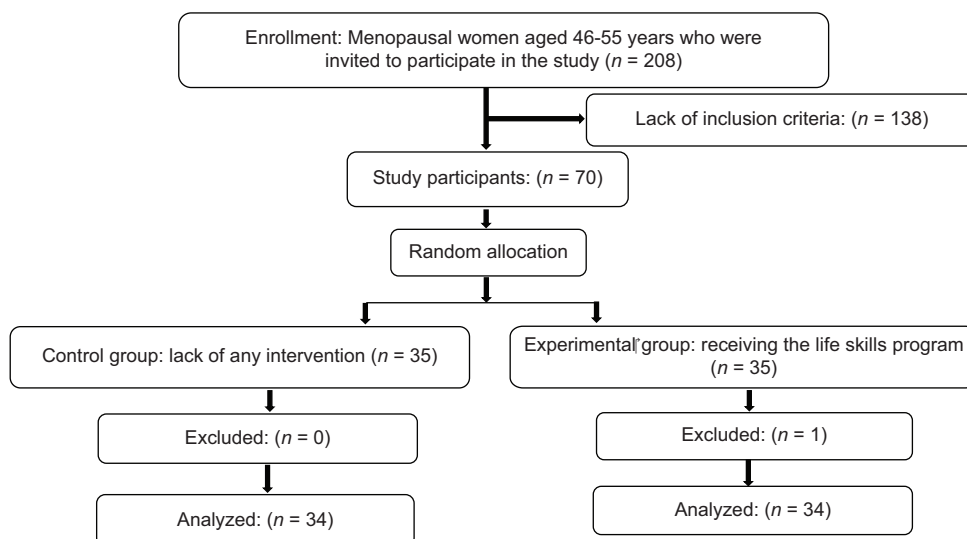 Enrollment: Menopausal women aged 46-55 years who were
invited to participate in the study (n = 208)
Lack of inclusion criteria: (n = 138)
Study participants: (n = 70)
Random allocation
Control group: lack of any intervention (n = 35)
Experimental group: receiving the life skills program
(n = 35)
Excluded: (n = 0)
Excluded: (n = 1)
Analyzed: (n = 34)
Analyzed: (n = 34)